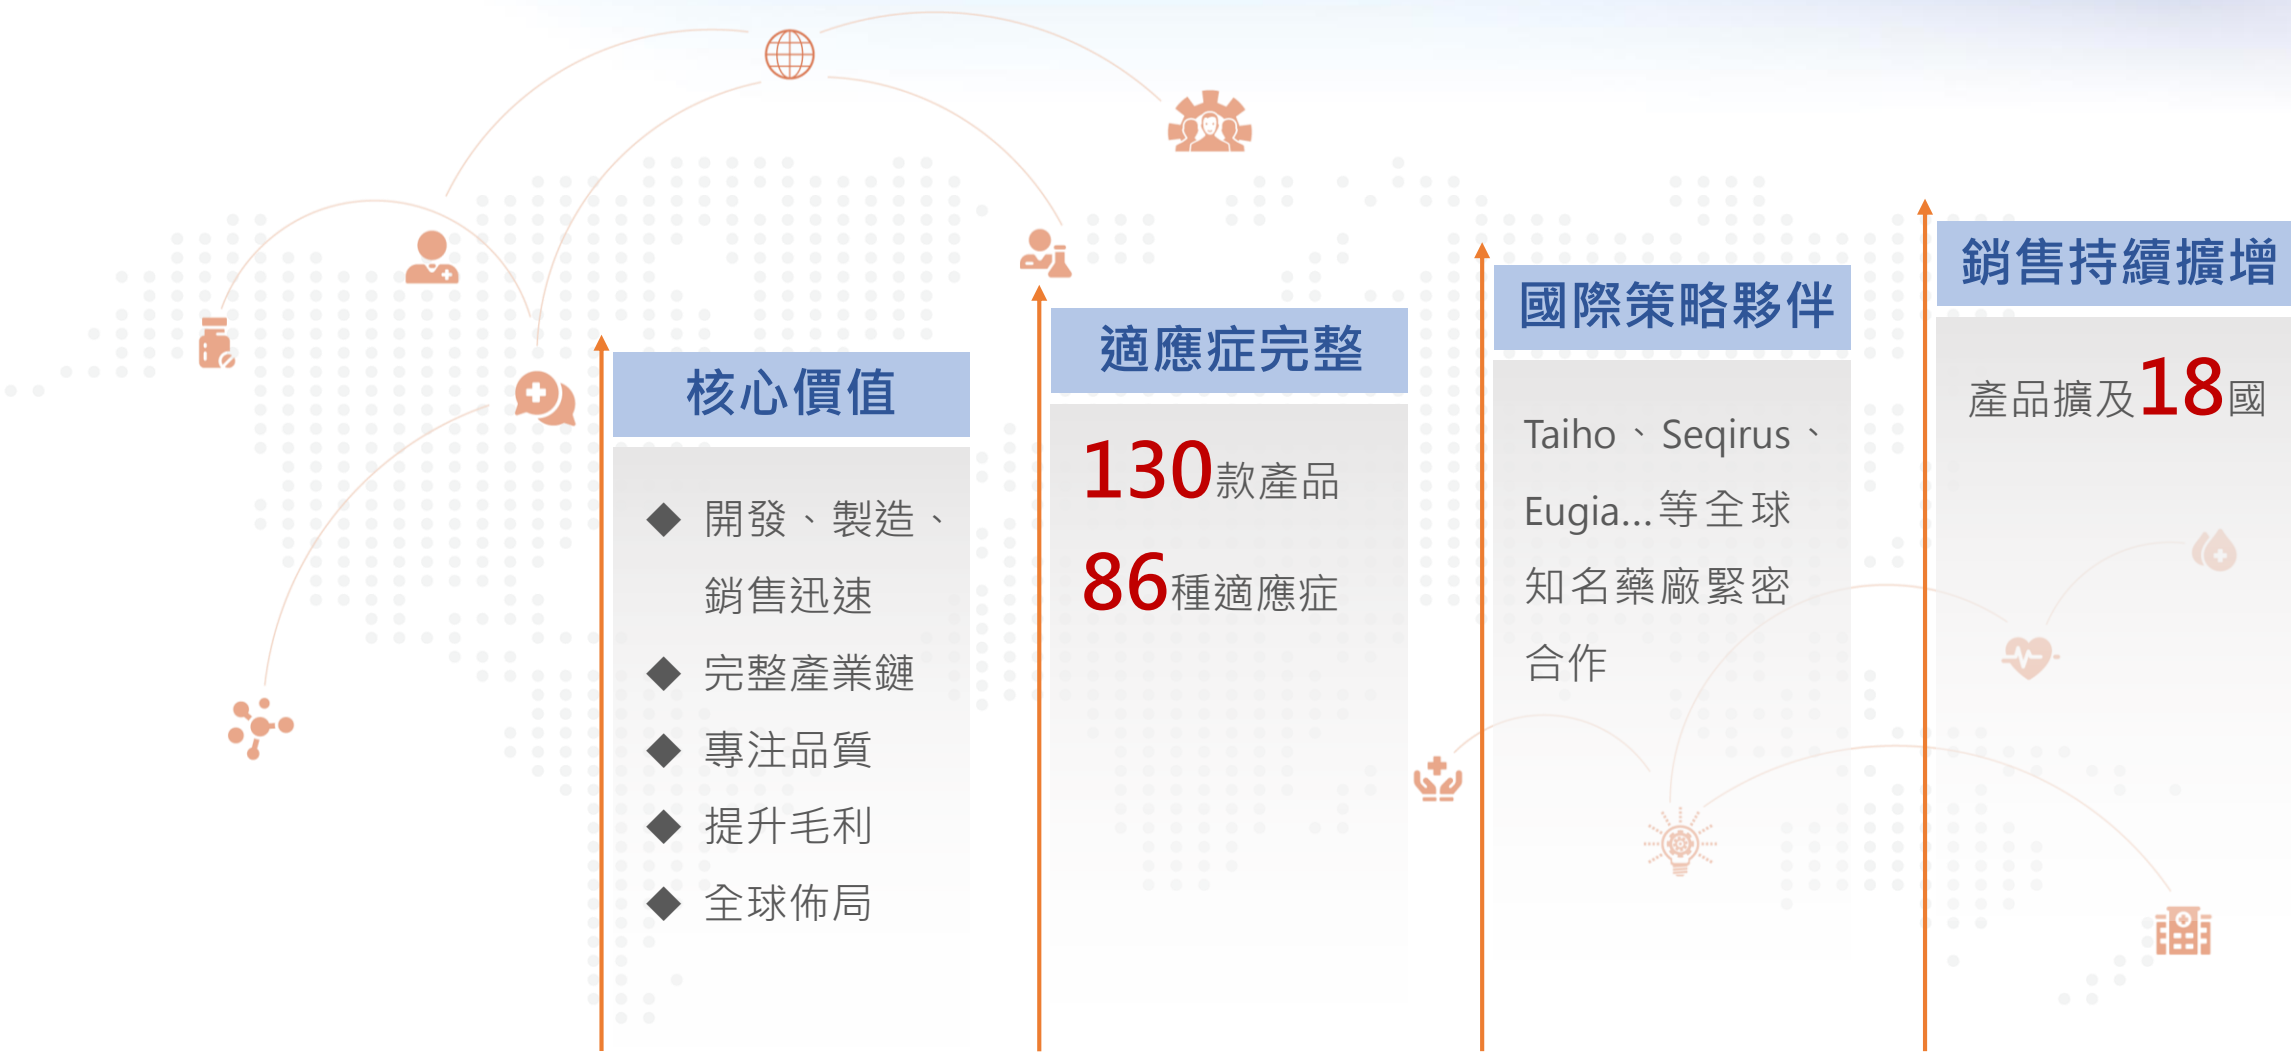 核心價值
◆ 開發、製造、
銷售迅速
◆ 完整產業鏈
◆ 專注品質
◆ 提升毛利
◆ 全球佈局
適應症完整
130款產品
86種適應症
國際策略夥伴
Taiho、Seqirus、
Eugia...等全球
知名藥廠緊密
合作
銷售持續擴增
產品擴及18國